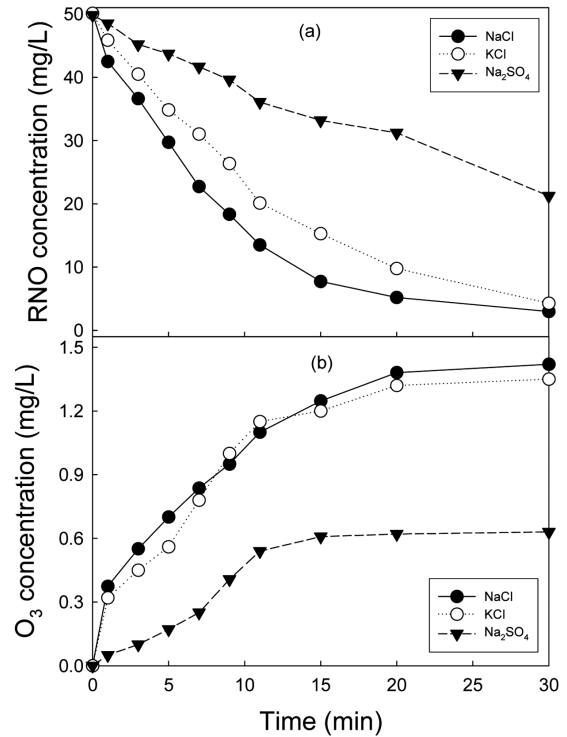 (a)
NaCl
KCl
Na₂SO₄
RNO concentration (mg/L)
50
40
30
20
10
0
(b)
NaCl
KCl
Na₂SO₄
O₃ concentration (mg/L)
1.5
1.2
0.9
0.6
0.3
0.0
0 5 10 15 20 25 30
Time (min)